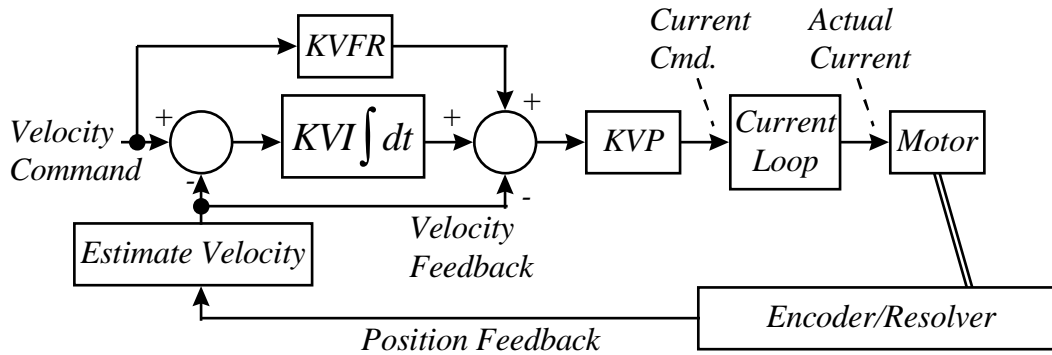 KVFR
Current
Cmd.
Actual
Current
+
+
+
Velocity
Command
KVI∫dt
KVP
Current
Loop
Motor
-
-
Velocity
Feedback
Estimate Velocity
Encoder/Resolver
Position Feedback